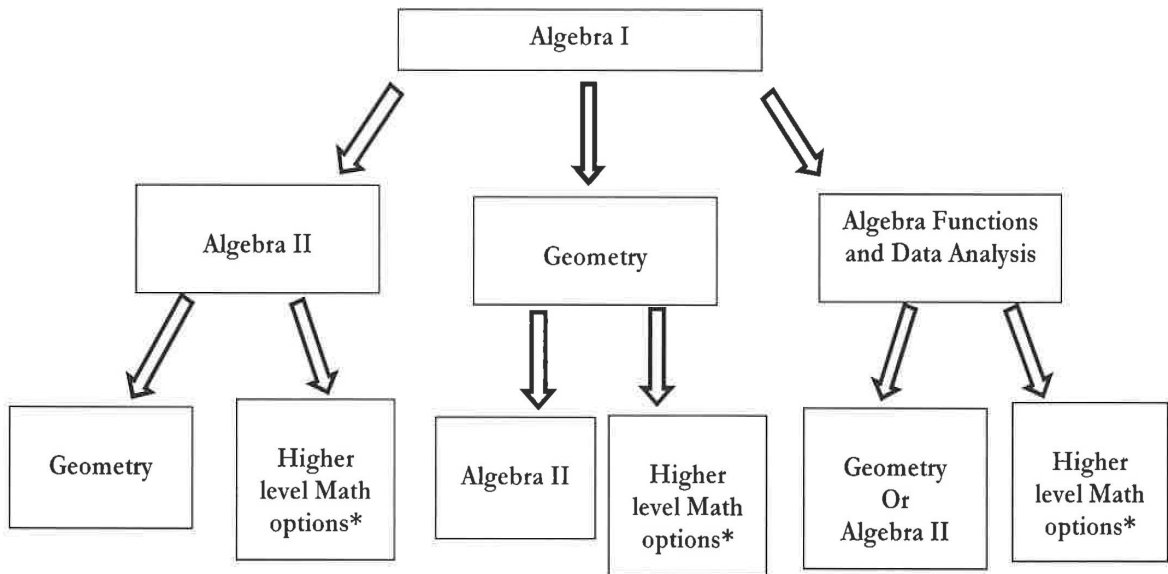 Algebra I
Algebra II
Geometry
Algebra Functions
and Data Analysis
Geometry
Higher
level Math
options*
Algebra II
Higher
level Math
options*
Geometry
Or
Algebra II
Higher
level Math
options*